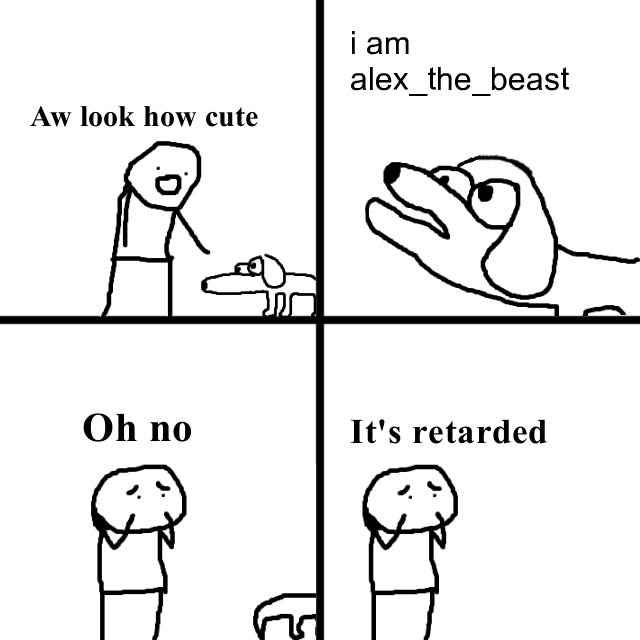 Aw look how cute
i am
alex_the_beast
Oh no
It's retarded